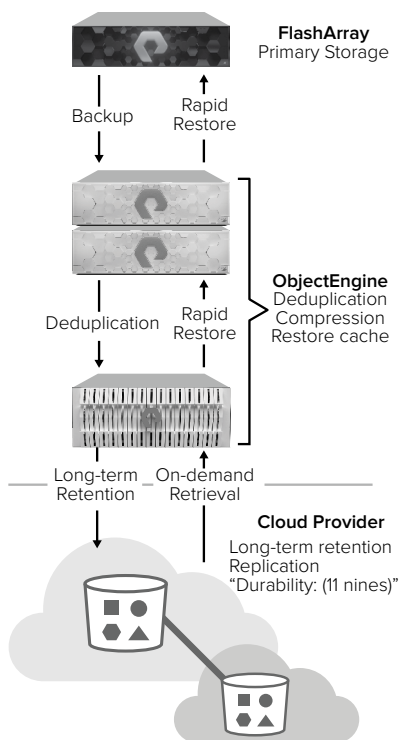 FlashArray
Primary Storage
Backup
Rapid
Restore
ObjectEngine
Deduplication
Compression
Restore cache
Deduplication
Rapid
Restore
Long-term
Retention
On-demand
Retrieval
Cloud Provider
Long-term retention
Replication
“Durability: (11 nines)”